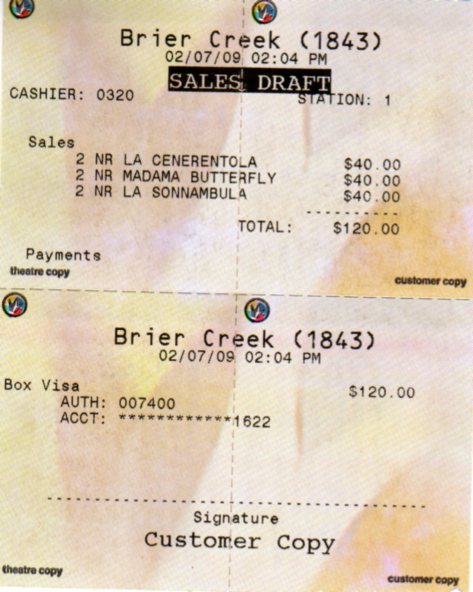 Brier Creek (1843)
02/07/09 02:04 PM
SALES DRAFT
CASHIER: 0320 STATION: 1
Sales
2 NR LA CENERENTOLA $40.00
2 NR MADAMA BUTTERFLY $40.00
2 NR LA SONNAMBULA $40.00
TOTAL: $120.00
Payments
theatre copy customer copy
Brier Creek (1843)
02/07/09 02:04 PM
Box Visa $120.00
AUTH: 007400
ACCT: ************1622
Signature
Customer Copy
theatre copy customer copy